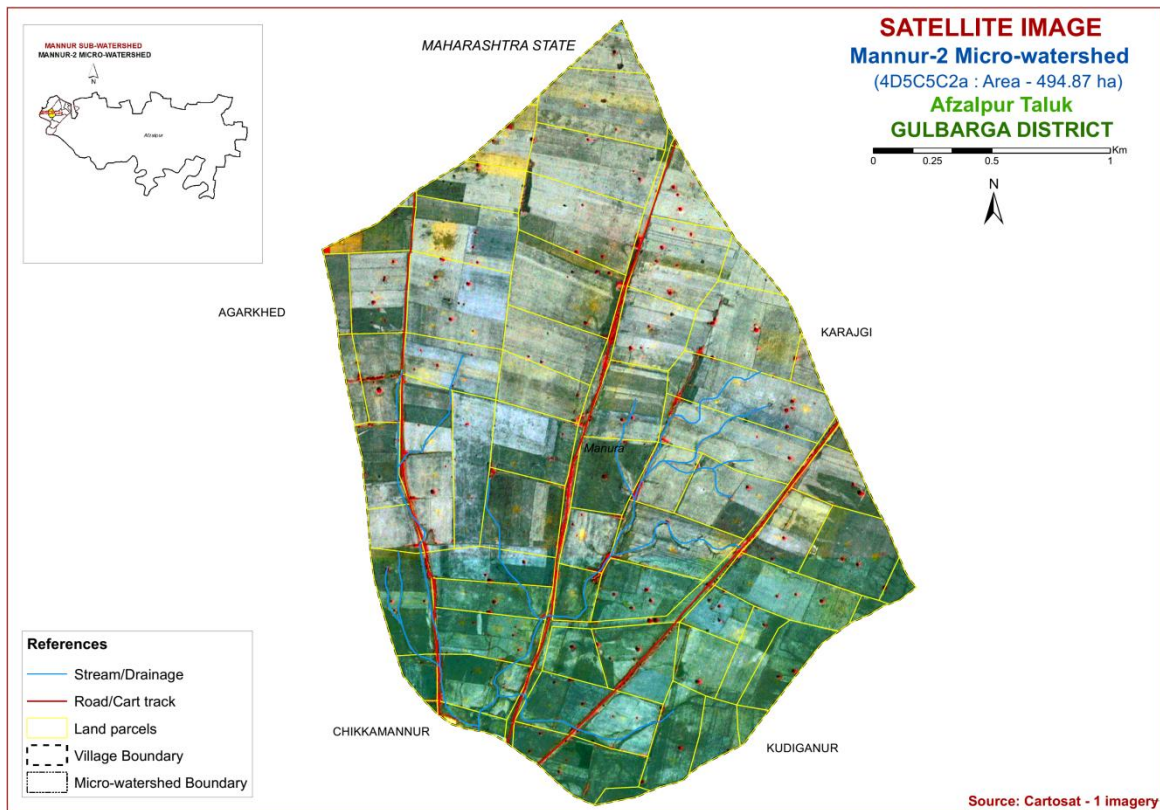 MANNUR SUB-WATERSHED
MANNUR-2 MICRO-WATERSHED
N
Afzalpur
MAHARASHTRA STATE
SATELLITE IMAGE
Mannur-2 Micro-watershed
(4D5C5C2a : Area - 494.87 ha)
Afzalpur Taluk
GULBARGA DISTRICT
Km
0 0.25 0.5 1
N
AGARKHED
KARAJGI
Manura
CHIKKAMANNUR
KUDIGANUR
References
Stream/Drainage
Road/Cart track
Land parcels
Village Boundary
Micro-watershed Boundary
Source: Cartosat - 1 imagery